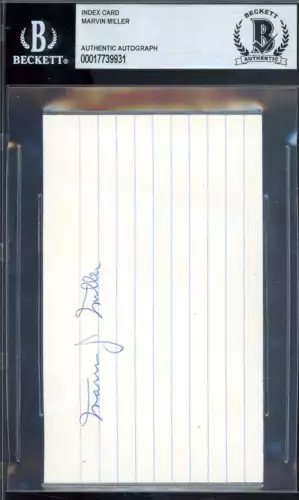 BECKETT
INDEX CARD
MARVIN MILLER
AUTHENTIC AUTOGRAPH
00017739931
BECKETT
AUTHENTIC
Marvin J Miller